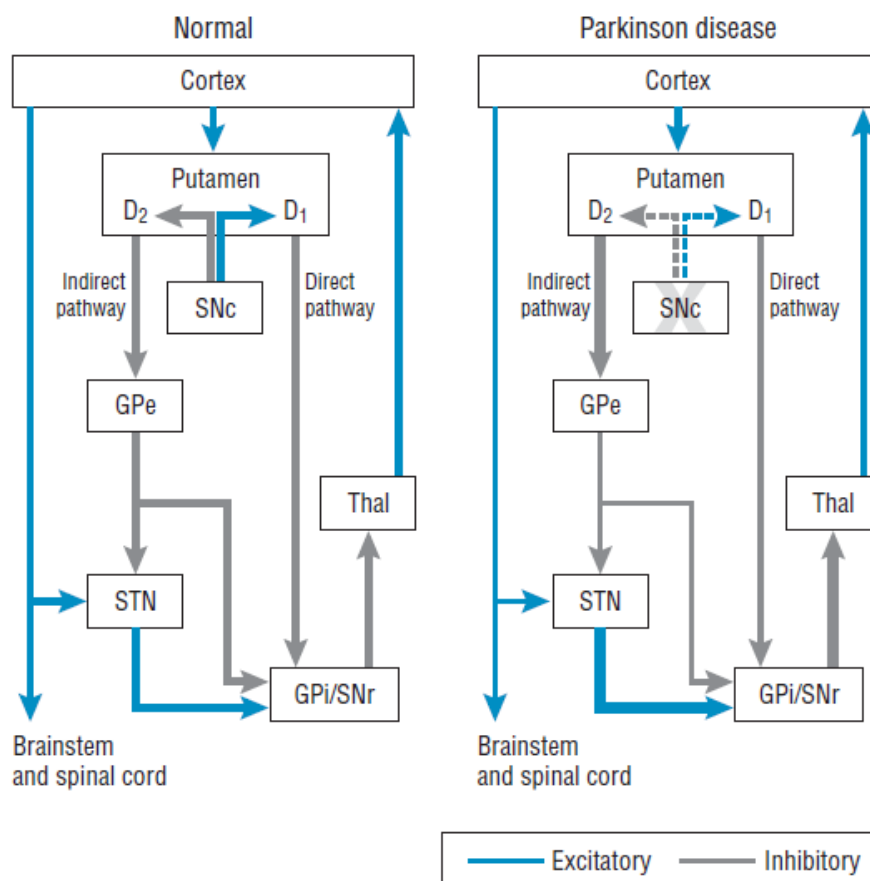 Normal
Cortex
Putamen
D2 D1
Indirect
pathway
SNc
Direct
pathway
GPe
Thal
STN
GPi/SNr
Brainstem
and spinal cord
Parkinson disease
Cortex
Putamen
D2 D1
Indirect
pathway
SNc
Direct
pathway
GPe
Thal
STN
GPi/SNr
Brainstem
and spinal cord
Excitatory Inhibitory